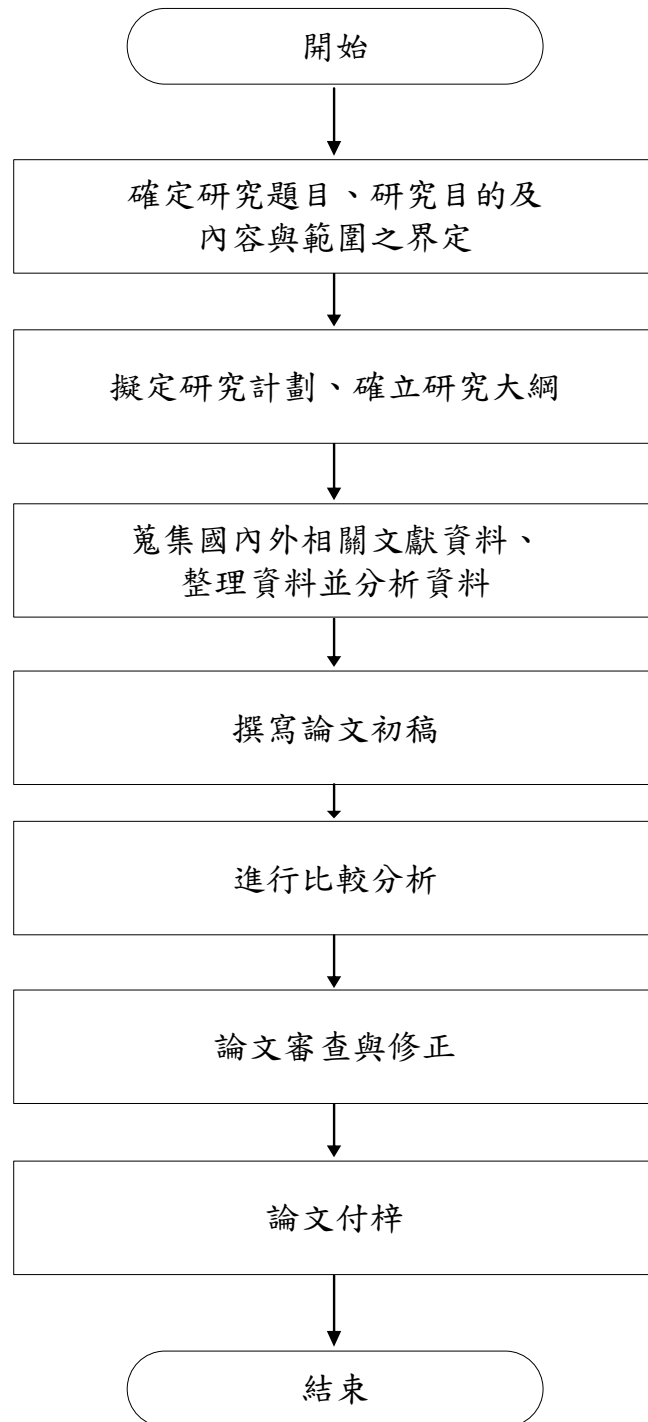 開始
確定研究題目、研究目的及
內容與範圍之界定
擬定研究計劃、確立研究大綱
蒐集國內外相關文獻資料、
整理資料並分析資料
撰寫論文初稿
進行比較分析
論文審查與修正
論文付梓
結束